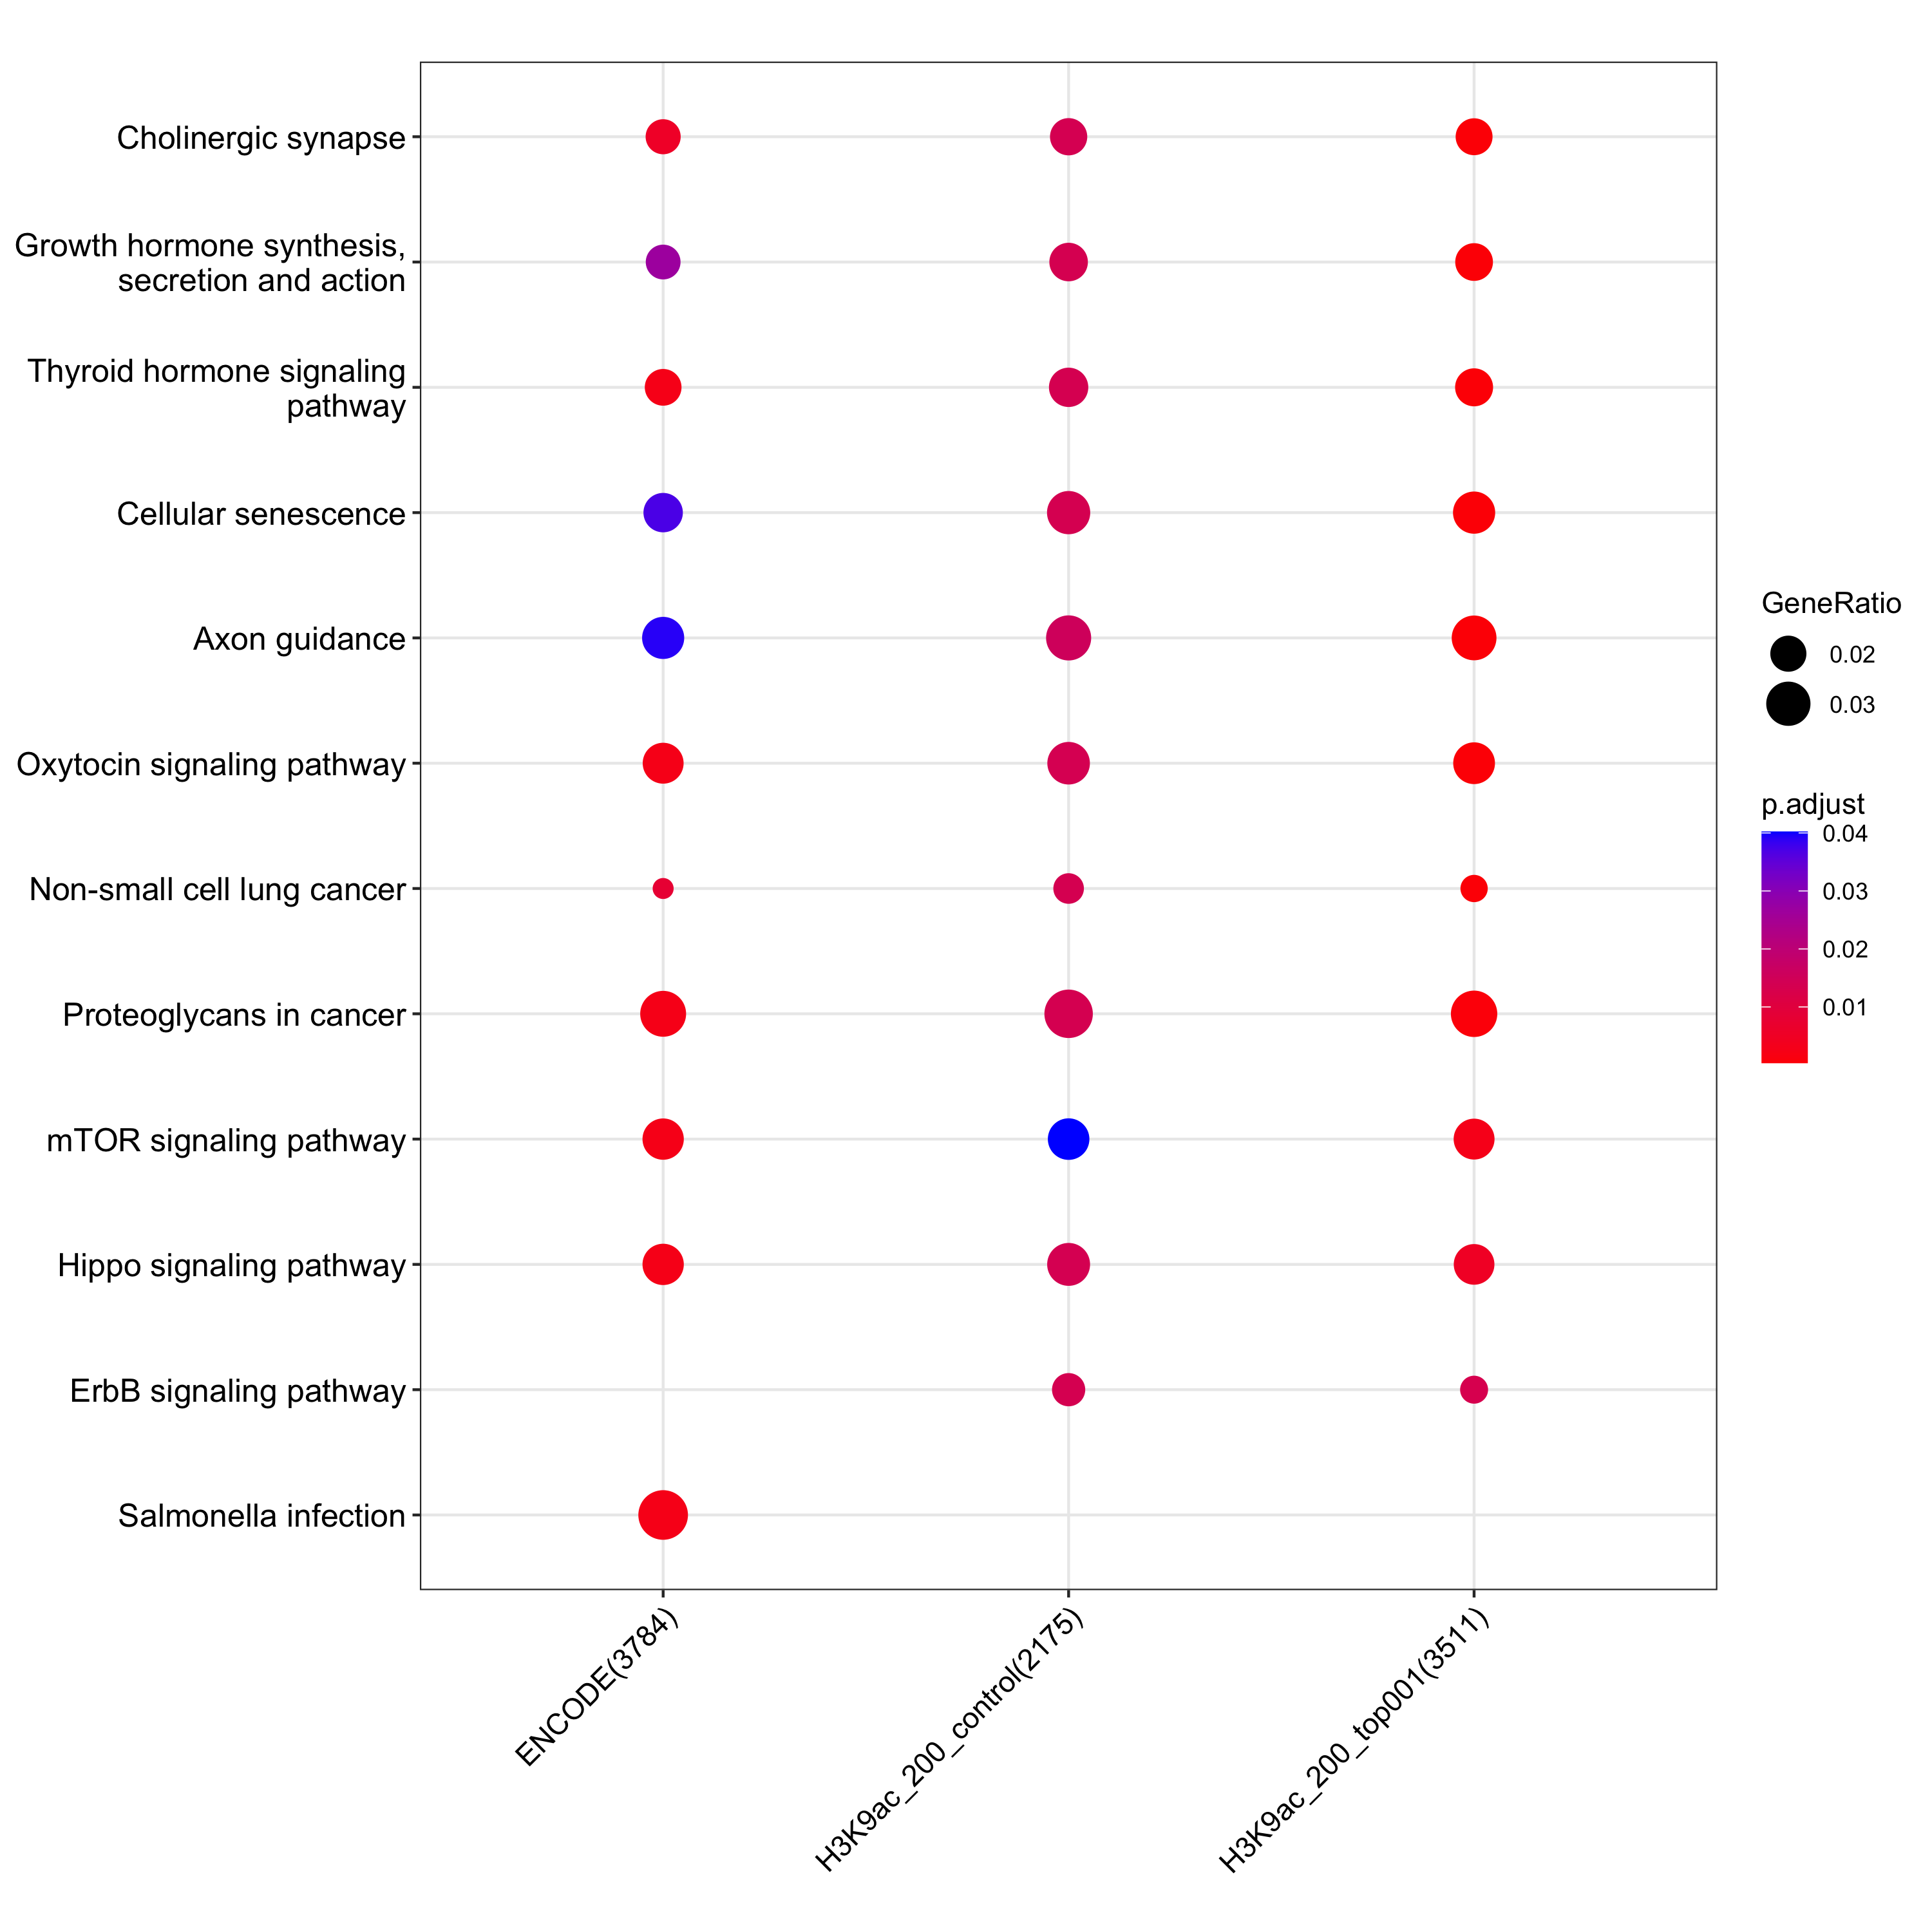 Cholinergic synapse
Growth hormone synthesis,
secretion and action
Thyroid hormone signaling
pathway
Cellular senescence
Axon guidance
Oxytocin signaling pathway
Non-small cell lung cancer
Proteoglycans in cancer
mTOR signaling pathway
Hippo signaling pathway
ErbB signaling pathway
Salmonella infection
ENCODE(3784)
H3K9ac_200_control(2175)
H3K9ac_200_top001(3511)
GeneRatio
0.02
0.03
p.adjust
0.04
0.03
0.02
0.01